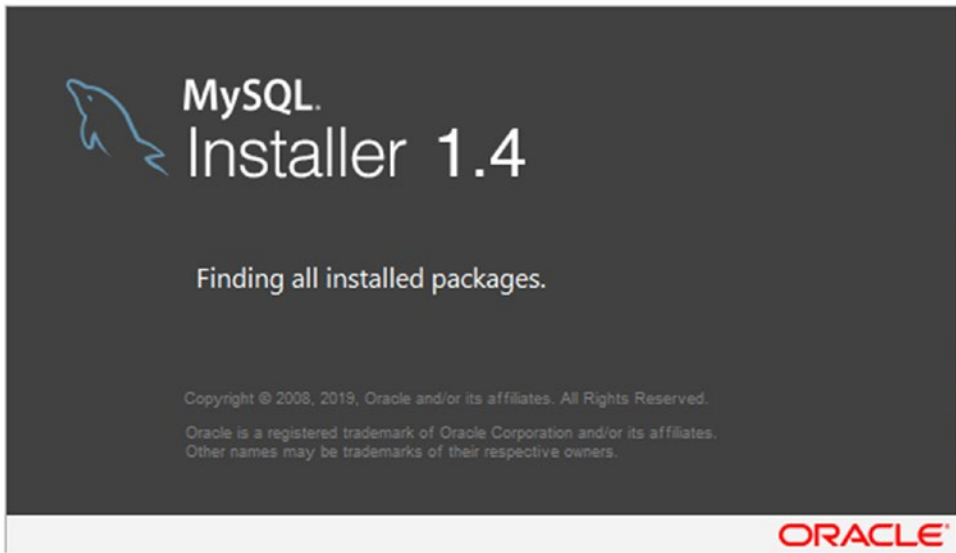 MySQL.
Installer 1.4
Finding all installed packages.
Copyright © 2008, 2019, Oracle and/or its affiliates. All Rights Reserved.
Oracle is a registered trademark of Oracle Corporation and/or its affiliates.
Other names may be trademarks of their respective owners.
ORACLE